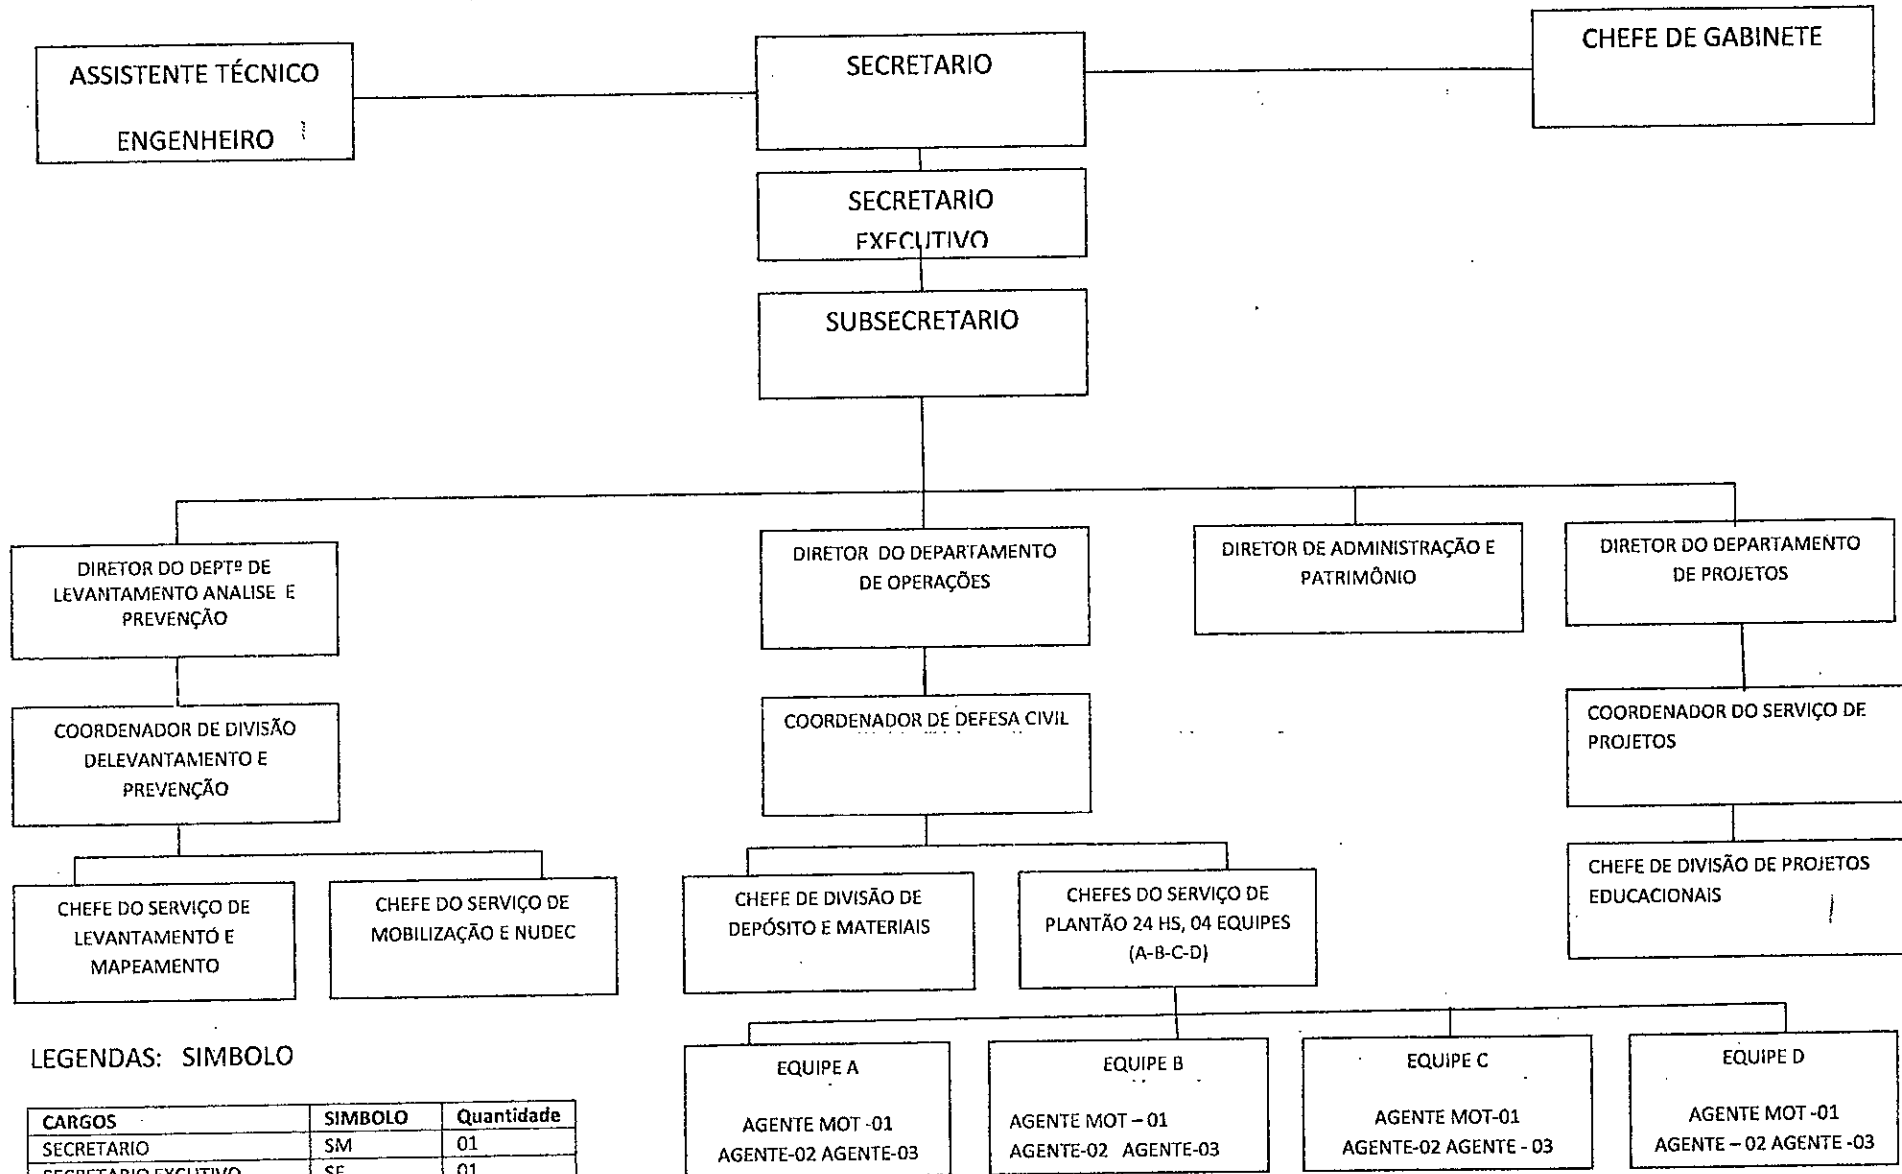 ASSISTENTE TÉCNICO
ENGENHEIRO
SECRETARIO
CHEFE DE GABINETE
SECRETARIO
EXECUTIVO
SUBSECRETARIO
DIRETOR DO DEPTº DE
LEVANTAMENTO ANALISE E
PREVENÇÃO
DIRETOR DO DEPARTAMENTO
DE OPERAÇÕES
DIRETOR DE ADMINISTRAÇÃO E
PATRIMÔNIO
DIRETOR DO DEPARTAMENTO
DE PROJETOS
COORDENADOR DE DIVISÃO
DELEVANTAMENTO E
PREVENÇÃO
COORDENADOR DE DEFESA CIVIL
COORDENADOR DO SERVIÇO DE
PROJETOS
CHEFE DO SERVIÇO DE
LEVANTAMENTO E
MAPEAMENTO
CHEFE DO SERVIÇO DE
MOBILIZAÇÃO E NUDEC
CHEFE DE DIVISÃO DE
DEPÓSITO E MATERIAIS
CHEFES DO SERVIÇO DE
PLANTÃO 24 HS, 04 EQUIPES
(A-B-C-D)
CHEFE DE DIVISÃO DE PROJETOS
EDUCACIONAIS
EQUIPE A
AGENTE MOT -01
AGENTE-02 AGENTE-03
EQUIPE B
AGENTE MOT – 01
AGENTE-02 AGENTE-03
EQUIPE C
AGENTE MOT-01
AGENTE-02 AGENTE - 03
EQUIPE D
AGENTE MOT -01
AGENTE – 02 AGENTE -03
LEGENDAS: SIMBOLO
CARGOS SIMBOLO Quantidade
SECRETARIO SM 01
SECRETARIO EXCUTIVO SE 01